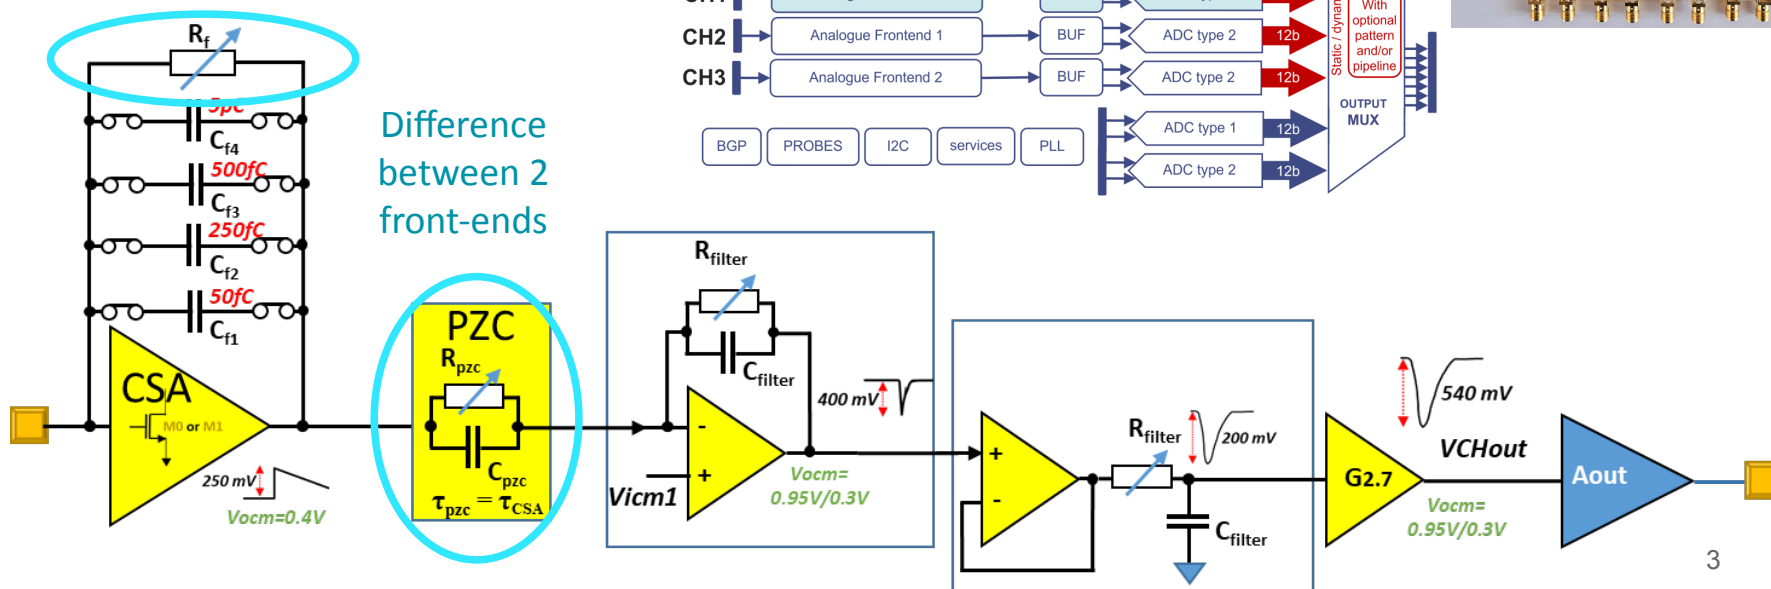 CH2
Analogue Frontend 1
BUF
ADC type 2
12b
CH3
Analogue Frontend 2
BUF
ADC type 2
12b
Static / dynam
With
optional
pattern
and/or
pipeline
OUTPUT
MUX
ADC type 1
12b
ADC type 2
12b
BGP
PROBES
I2C
services
PLL
Rf
5pC
Cf4
500fC
Cf3
250fC
Cf2
50fC
Cf1
Difference
between 2
front-ends
CSA
M0 or M1
250 mV
Vocm=0.4V
PZC
Rpzc
Cpzc
τpzc = τCSA
Rfilter
Cfilter
-
+
Vicm1
400 mV
Vocm=
0.95V/0.3V
+
-
Rfilter
200 mV
Cfilter
G2.7
540 mV
VCHout
Vocm=
0.95V/0.3V
Aout
3